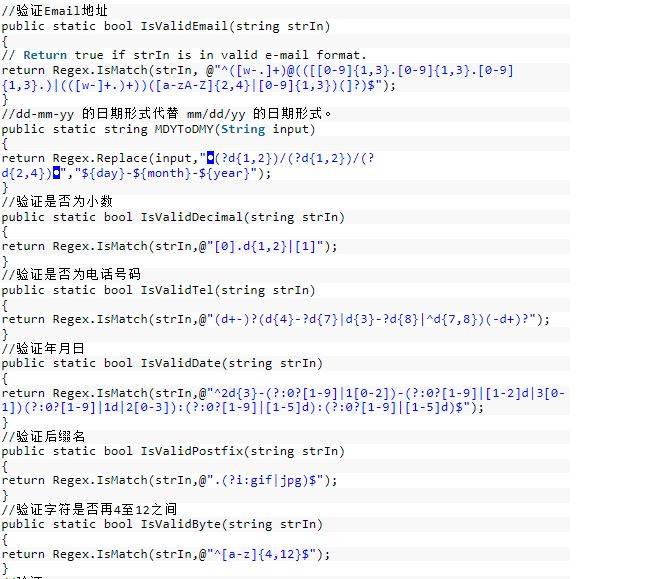 //验证Email地址
public static bool IsValidEmail(string strIn)
{
// Return true if strIn is in valid e-mail format.
return Regex.IsMatch(strIn, @"^([w-.]+)@(([[0-9]{1,3}.[0-9]{1,3}.[0-9]
{1,3}.)|(([w-]+.)+))([a-zA-Z]{2,4}|[0-9]{1,3})(]?)$");
}
//dd-mm-yy 的日期形式代替 mm/dd/yy 的日期形式。
public static string MDYToDMY(String input)
{
return Regex.Replace(input,"◘(?d{1,2})/(?d{1,2})/(?
d{2,4})◘","${day}-${month}-${year}");
}
//验证是否为小数
public static bool IsValidDecimal(string strIn)
{
return Regex.IsMatch(strIn,@"[0].d{1,2}|[1]");
}
//验证是否为电话号码
public static bool IsValidTel(string strIn)
{
return Regex.IsMatch(strIn,@"(d+-)?(d{4}-?d{7}|d{3}-?d{8}|^d{7,8})(-d+)?");
}
//验证年月日
public static bool IsValidDate(string strIn)
{
return Regex.IsMatch(strIn,@"^2d{3}-(?:0?[1-9]|1[0-2])-(?:0?[1-9]|[1-2]d|3[0-
1])(?:0?[1-9]|1d|2[0-3]):(?:0?[1-9]|[1-5]d):(?:0?[1-9]|[1-5]d)$");
}
//验证后缀名
public static bool IsValidPostfix(string strIn)
{
return Regex.IsMatch(strIn,@".(?i:gif|jpg)$");
}
//验证字符是否再4至12之间
public static bool IsValidByte(string strIn)
{
return Regex.IsMatch(strIn,@"^[a-z]{4,12}$");
}